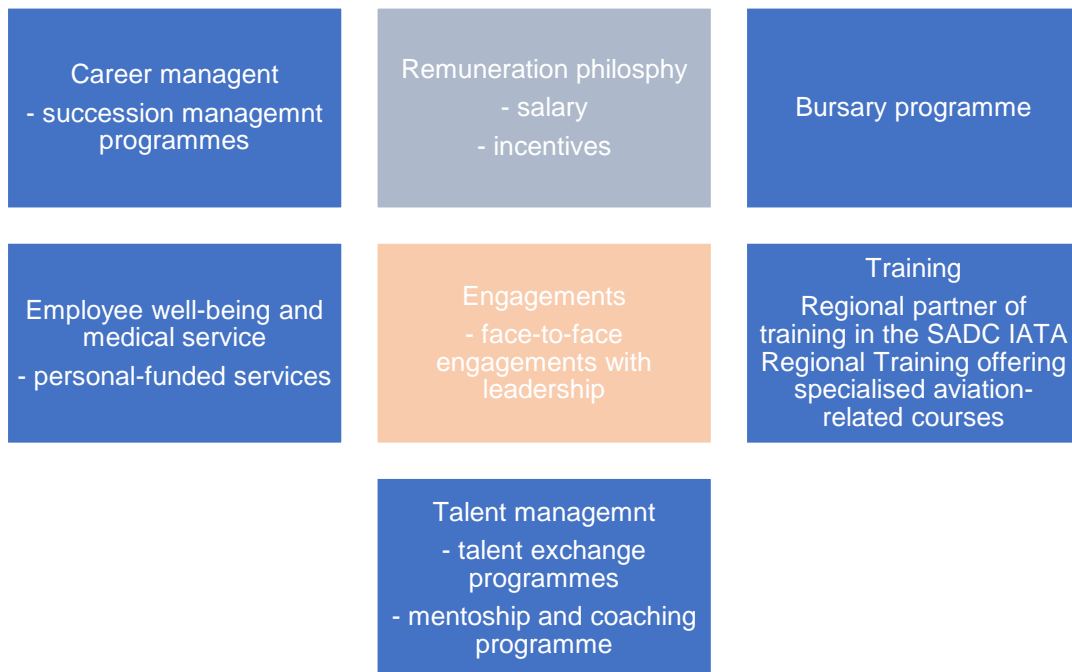 Career managent
- succession managemnt
programmes
Remuneration philosphy
- salary
- incentives
Bursary programme
Employee well-being and
medical service
- personal-funded services
Engagements
- face-to-face
engagements with
leadership
Training
Regional partner of
training in the SADC IATA
Regional Training offering
specialised aviation-
related courses
Talent managemnt
- talent exchange
programmes
- mentoship and coaching
programme